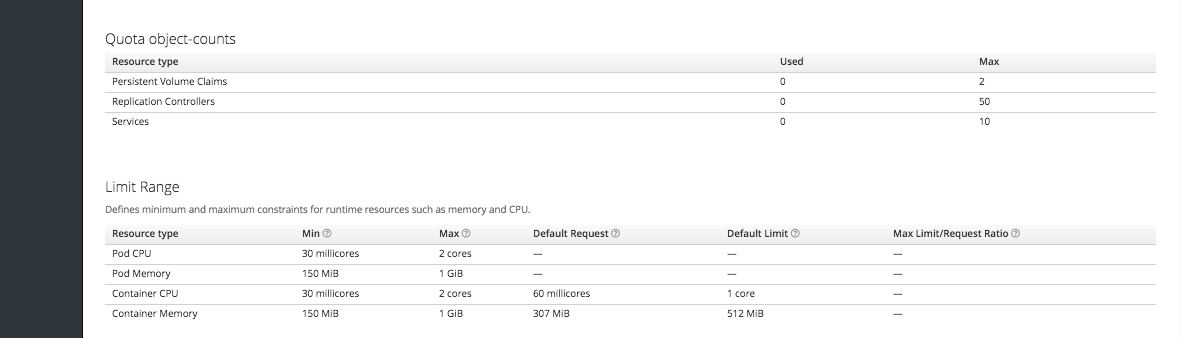 Quota object-counts
Resource type Used Max
Persistent Volume Claims 0 2
Replication Controllers 0 50
Services 0 10
Limit Range
Defines minimum and maximum constraints for runtime resources such as memory and CPU.
Resource type Min Max Default Request Default Limit Max Limit/Request Ratio
Pod CPU 30 millicores 2 cores — — —
Pod Memory 150 MiB 1 GiB — — —
Container CPU 30 millicores 2 cores 60 millicores 1 core —
Container Memory 150 MiB 1 GiB 307 MiB 512 MiB —